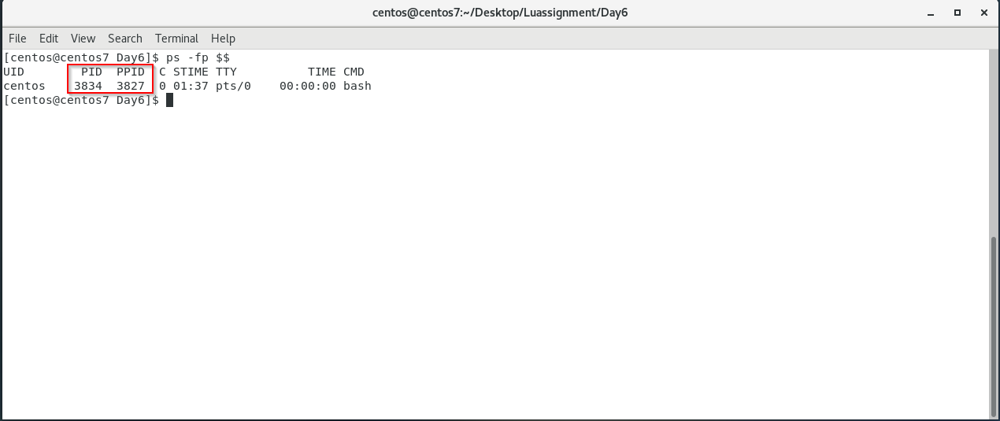 centos@centos7:~/Desktop/Luassignment/Day6
File Edit View Search Terminal Help
[centos@centos7 Day6]$ ps -fp $$
UID        PID  PPID  C STIME TTY          TIME CMD
centos    3834  3827  0 01:37 pts/0    00:00:00 bash
[centos@centos7 Day6]$